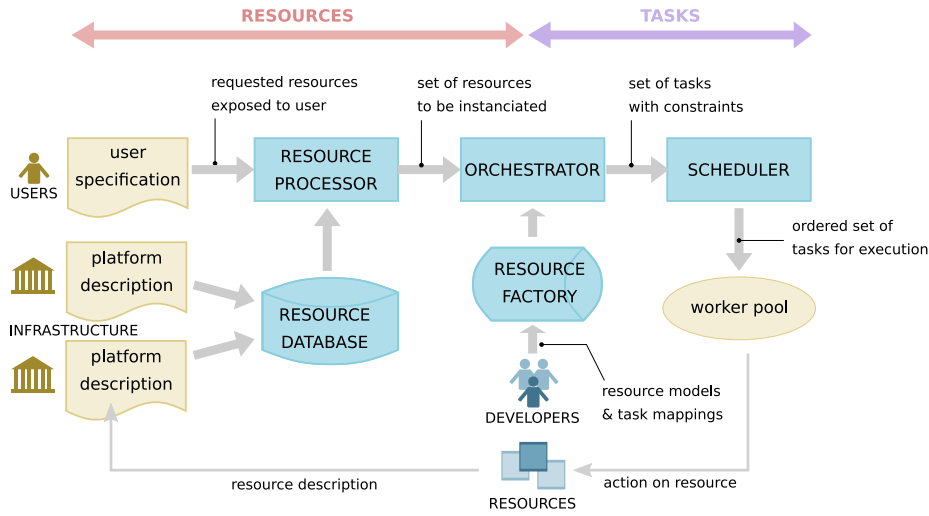 RESOURCES
TASKS
requested resources
exposed to user
set of resources
to be instanciated
set of tasks
with constraints
USERS
user
specification
RESOURCE
PROCESSOR
ORCHESTRATOR
SCHEDULER
ordered set of
tasks for execution
platform
description
RESOURCE
FACTORY
INFRASTRUCTURE
RESOURCE
DATABASE
worker pool
platform
description
resource models
& task mappings
DEVELOPERS
resource description
action on resource
RESOURCES